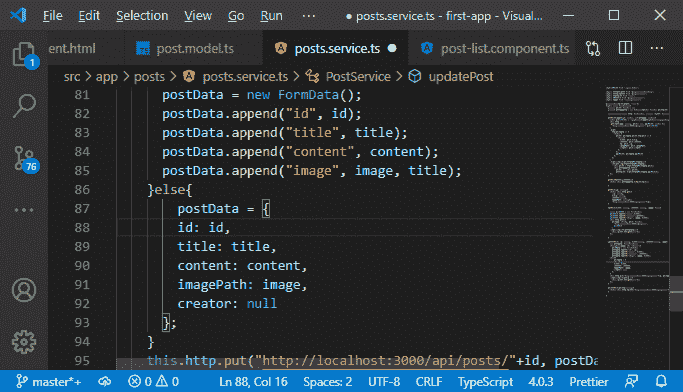 File Edit Selection View Go Run ··· ● posts.service.ts - first-app - Visual...
ent.html post.model.ts posts.service.ts ● post-list.component.ts ···
src > app > posts > posts.service.ts > PostService > updatePost
81 postData = new FormData();
82 postData.append("id", id);
83 postData.append("title", title);
84 postData.append("content", content);
85 postData.append("image", image, title);
86 }else{
87 postData = {
88 id: id,
89 title: title,
90 content: content,
91 imagePath: image,
92 creator: null
93 };
94 }
95 this.http.put("http://localhost:3000/api/posts/"+id, postDa
1
76
master*+ 0 0 Ln 88, Col 16 Spaces: 2 UTF-8 CRLF TypeScript 4.0.3 Prettier